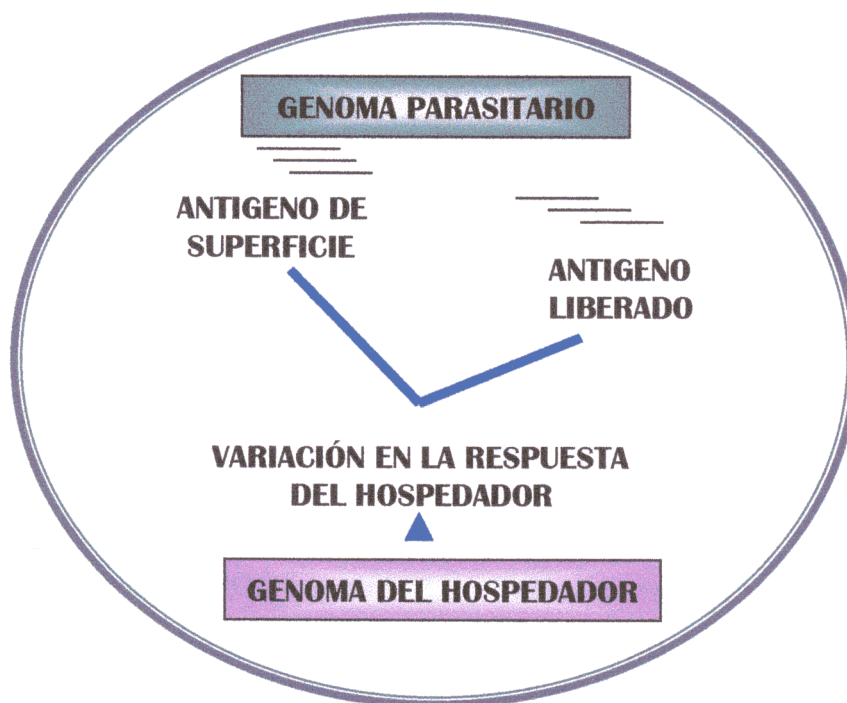 GENOMA PARASITARIO
ANTIGENO DE
SUPERFICIE
ANTIGENO
LIBERADO
VARIACIÓN EN LA RESPUESTA
DEL HOSPEDADOR
GENOMA DEL HOSPEDADOR